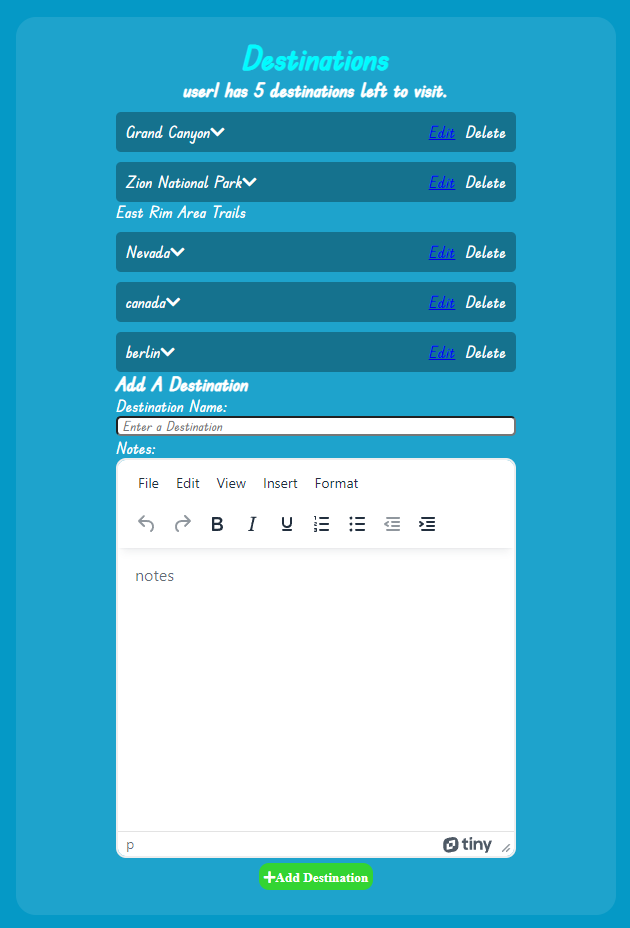 Destinations
user1 has 5 destinations left to visit.
Grand Canyon Edit Delete
Zion National Park Edit Delete
East Rim Area Trails
Nevada Edit Delete
canada Edit Delete
berlin Edit Delete
Add A Destination
Destination Name:
Enter a Destination
Notes:
File Edit View Insert Format
B I U
notes
p tiny
Add Destination